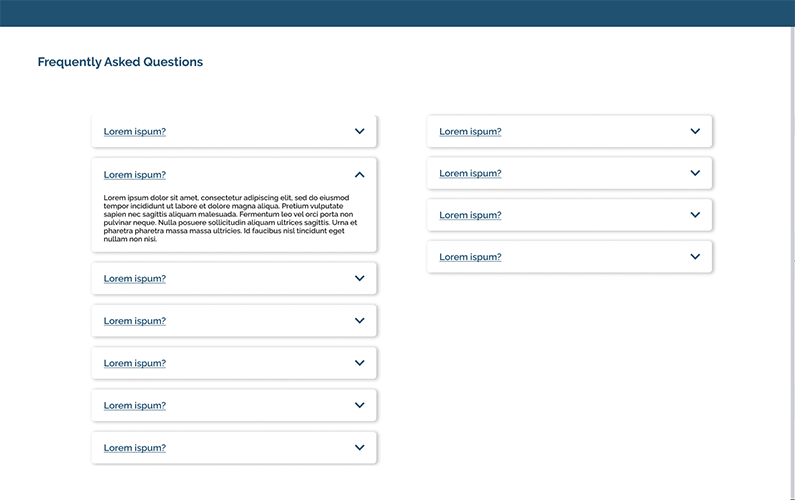 Frequently Asked Questions
Lorem ispum?
Lorem ispum?
Lorem ipsum dolor sit amet, consectetur adipiscing elit, sed do eiusmod
tempor incididunt ut labore et dolore magna aliqua. Pretium vulputate
sapien nec sagittis aliquam malesuada. Fermentum leo vel orci porta non
pulvinar neque. Nulla posuere sollicitudin aliquam ultrices sagittis. Urna et
pharetra pharetra massa massa ultricies. Id faucibus nisl tincidunt eget
nullam non nisi.
Lorem ispum?
Lorem ispum?
Lorem ispum?
Lorem ispum?
Lorem ispum?
Lorem ispum?
Lorem ispum?
Lorem ispum?
Lorem ispum?